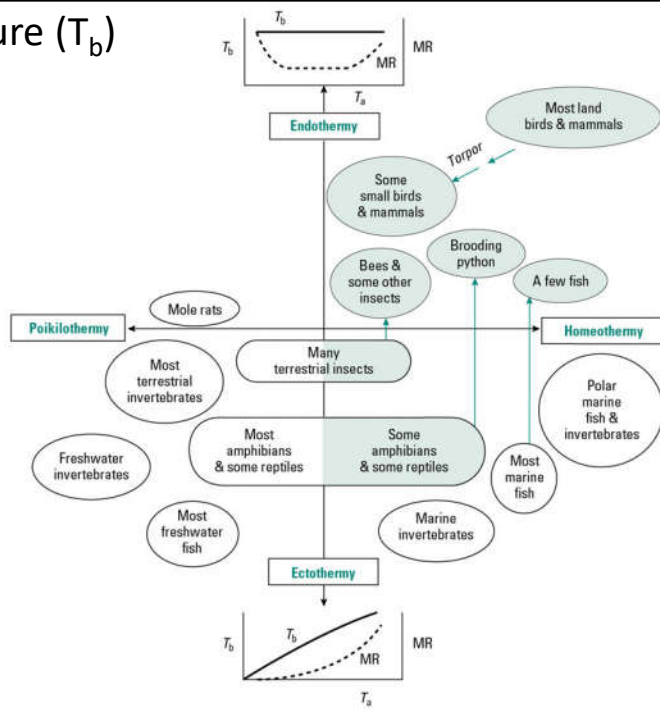 ure (Tb)
Tb
Tb
MR
MR
Ta
Endothermy
Most land
birds & mammals
Torpor
Some
small birds
& mammals
Brooding
python
Bees &
some other
insects
A few fish
Mole rats
Poikilothermy
Homeothermy
Many
terrestrial insects
Most
terrestrial
invertebrates
Polar
marine
fish &
invertebrates
Most
amphibians
& some reptiles
Some
amphibians
& some reptiles
Freshwater
invertebrates
Most
marine
fish
Most
freshwater
fish
Marine
invertebrates
Ectothermy
Tb
Tb
MR
MR
Ta